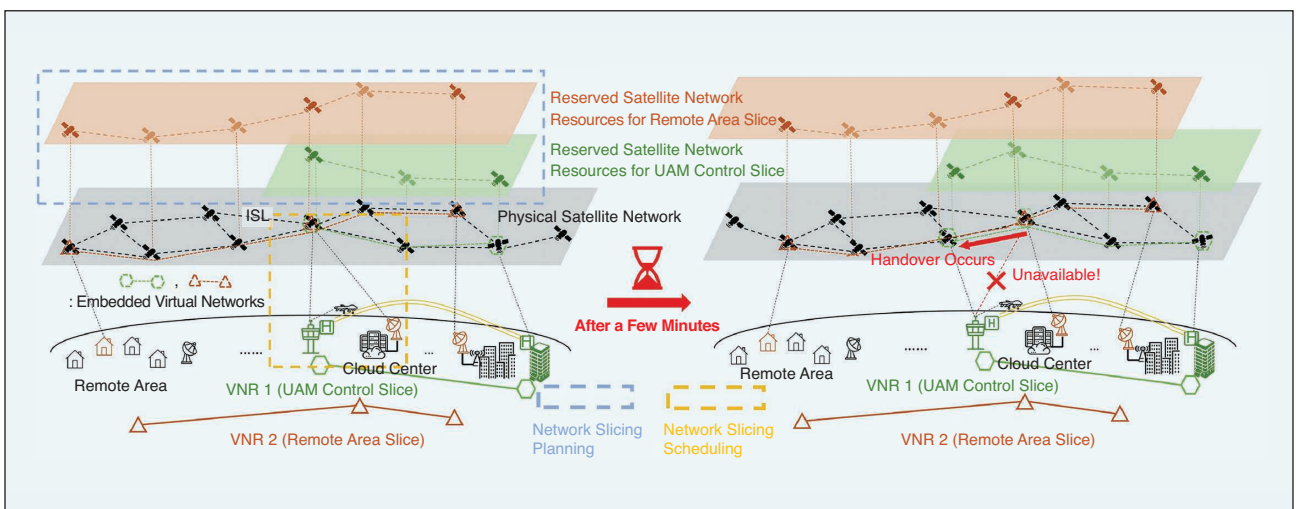 Reserved Satellite Network
Resources for Remote Area Slice
Reserved Satellite Network
Resources for UAM Control Slice
ISL
Physical Satellite Network
, 
: Embedded Virtual Networks
H
H
......
...
Remote Area
Cloud Center
VNR 1 (UAM Control Slice)
VNR 2 (Remote Area Slice)
Network Slicing
Planning
Network Slicing
Scheduling
After a Few Minutes
Handover Occurs
Unavailable!
H
H
......
...
Remote Area
Cloud Center
VNR 1 (UAM Control Slice)
VNR 2 (Remote Area Slice)